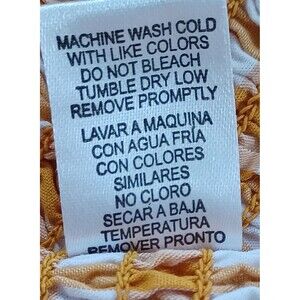 MACHINE WASH COLD
WITH LIKE COLORS
DO NOT BLEACH
TUMBLE DRY LOW
REMOVE PROMPTLY
LAVAR A MAQUINA
CON AGUA FRÍA
CON COLORES
SIMILARES
NO CLORO
SECAR A BAJA
TEMPERATURA
REMOVER PRONTO